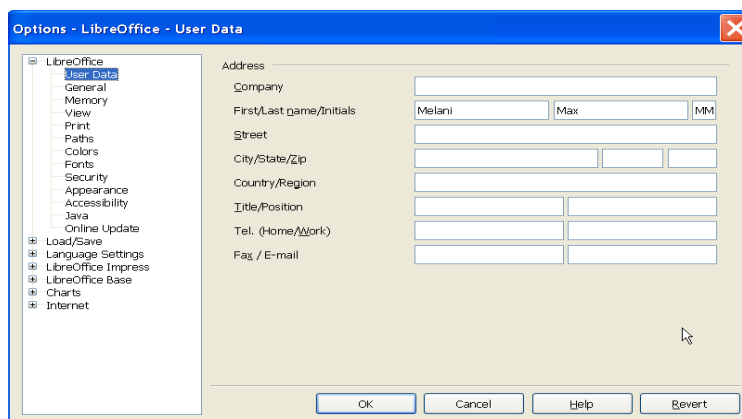 Options - LibreOffice - User Data
LibreOffice
User Data
General
Memory
View
Print
Paths
Colors
Fonts
Security
Appearance
Accessibility
Java
Online Update
Load/Save
Language Settings
LibreOffice Impress
LibreOffice Base
Charts
Internet
Address
Company
First/Last name/Initials Melani Max MM
Street
City/State/Zip
Country/Region
Title/Position
Tel. (Home/Work)
Fax / E-mail
OK Cancel Help Revert